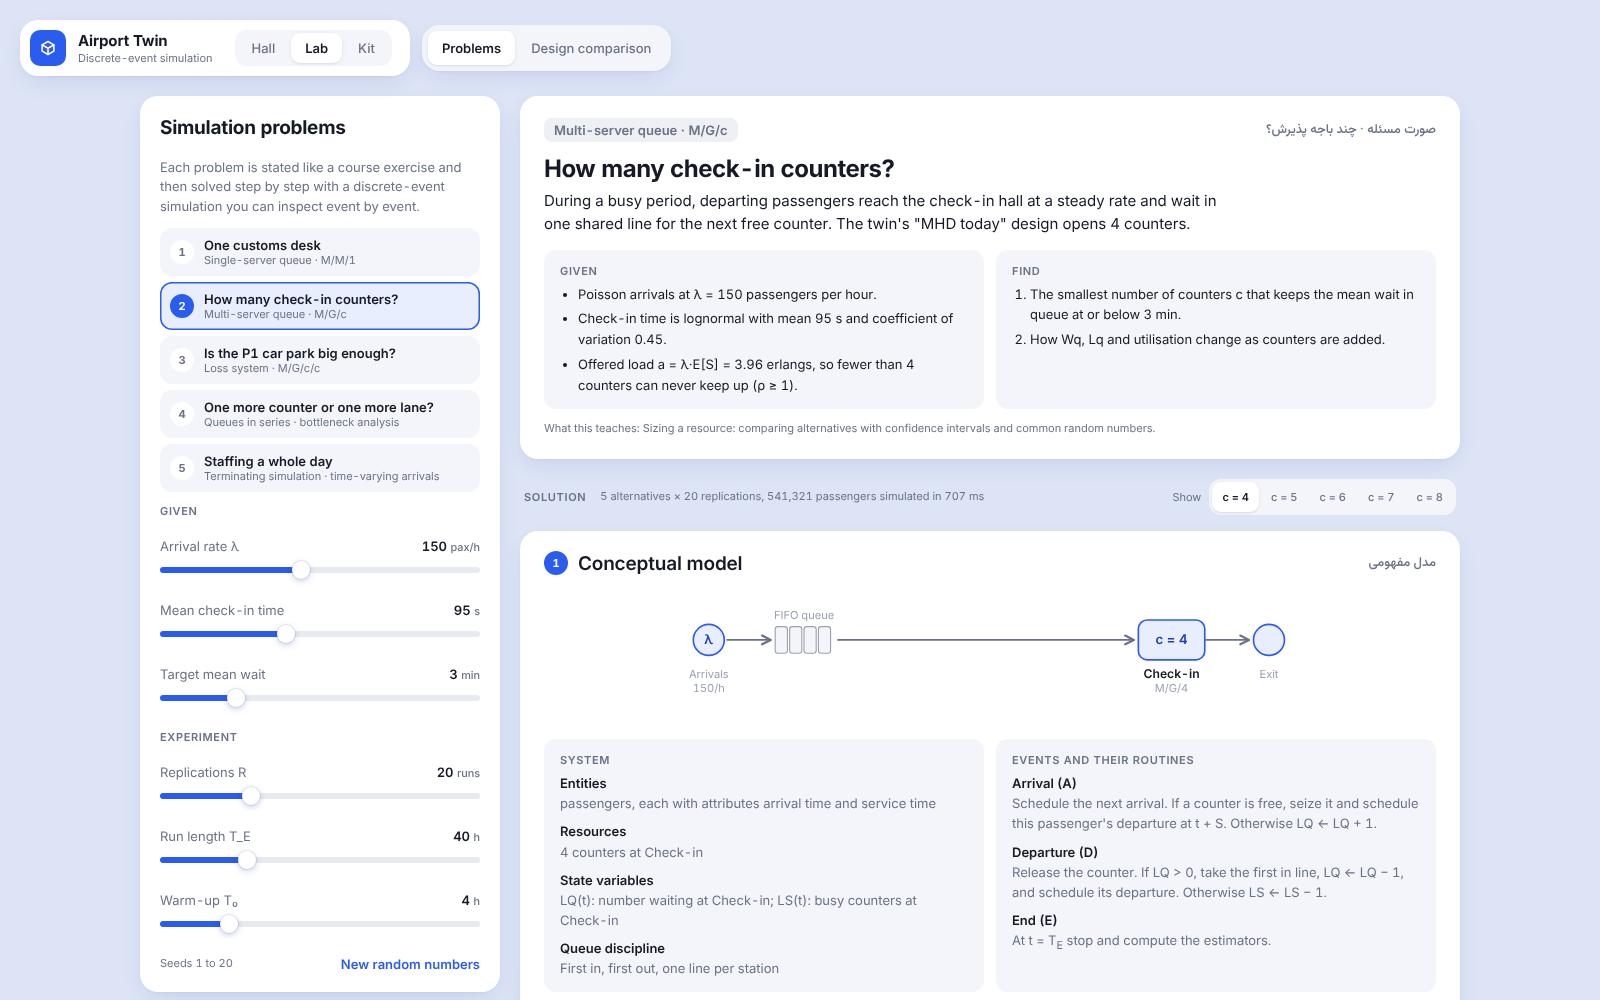 Airport Twin
Discrete-event simulation
Hall
Lab
Kit
Problems
Design comparison
Simulation problems
Each problem is stated like a course exercise and
then solved step by step with a discrete-event
simulation you can inspect event by event.
1
One customs desk
Single-server queue · M/M/1
2
How many check-in counters?
Multi-server queue · M/G/c
3
Is the P1 car park big enough?
Loss system · M/G/c/c
4
One more counter or one more lane?
Queues in series · bottleneck analysis
5
Staffing a whole day
Terminating simulation · time-varying arrivals
GIVEN
Arrival rate λ 150 pax/h
Mean check-in time 95 s
Target mean wait 3 min
EXPERIMENT
Replications R 20 runs
Run length T_E 40 h
Warm-up T₀ 4 h
Seeds 1 to 20 New random numbers
Multi-server queue · M/G/c
صورت مسئله · چند باجه پذیرش؟
How many check-in counters?
During a busy period, departing passengers reach the check-in hall at a steady rate and wait in
one shared line for the next free counter. The twin's "MHD today" design opens 4 counters.
GIVEN
• Poisson arrivals at λ = 150 passengers per hour.
• Check-in time is lognormal with mean 95 s and coefficient of
variation 0.45.
• Offered load a = λ·E[S] = 3.96 erlangs, so fewer than 4
counters can never keep up (ρ ≥ 1).
FIND
1. The smallest number of counters c that keeps the mean wait in
queue at or below 3 min.
2. How Wq, Lq and utilisation change as counters are added.
What this teaches: Sizing a resource: comparing alternatives with confidence intervals and common random numbers.
SOLUTION 5 alternatives × 20 replications, 541,321 passengers simulated in 707 ms
Show c = 4 c = 5 c = 6 c = 7 c = 8
1 Conceptual model
مدل مفهومی
FIFO queue
λ
c = 4
Arrivals
150/h
Check-in
M/G/4
Exit
SYSTEM
Entities
passengers, each with attributes arrival time and service time
Resources
4 counters at Check-in
State variables
LQ(t): number waiting at Check-in; LS(t): busy counters at
Check-in
Queue discipline
First in, first out, one line per station
EVENTS AND THEIR ROUTINES
Arrival (A)
Schedule the next arrival. If a counter is free, seize it and schedule
this passenger's departure at t + S. Otherwise LQ ← LQ + 1.
Departure (D)
Release the counter. If LQ > 0, take the first in line, LQ ← LQ − 1,
and schedule its departure. Otherwise LS ← LS − 1.
End (E)
At t = T_E stop and compute the estimators.